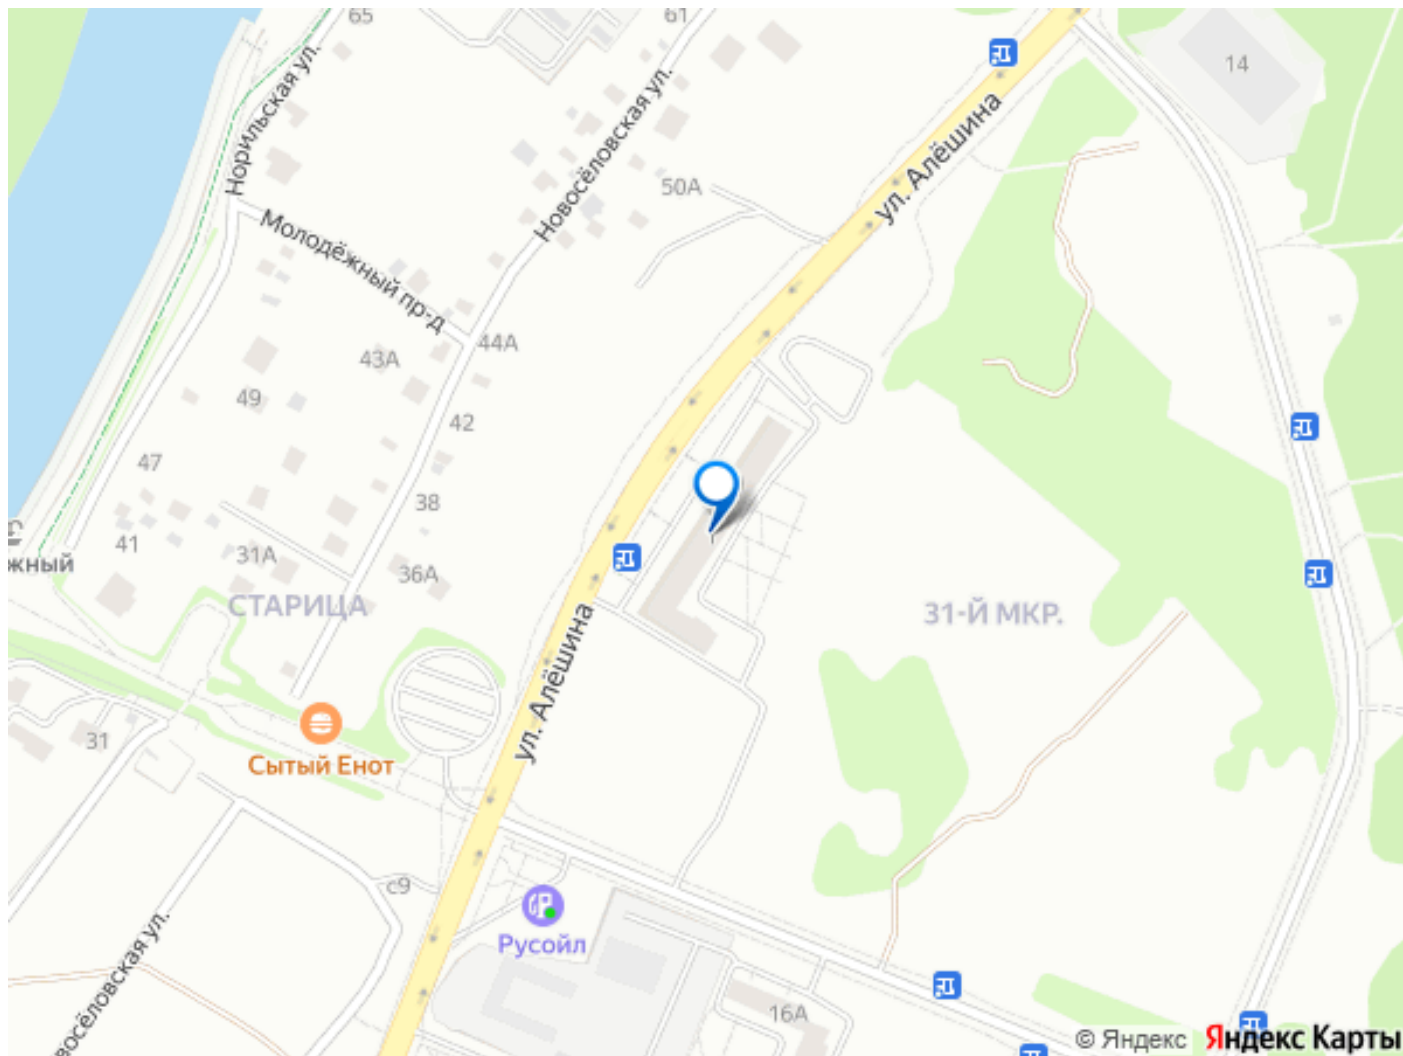 65
61
14
Норильская ул.
Новосёловская ул.
ул. Алёшина
50А
Молодёжный пр-д
44А
43А
49
42
47
38
41
31А
36А
жный
СТАРИЦА
31-Й МКР.
ул. Алёшина
31
Сытый Енот
с9
Русойл
восёловская ул.
16А
© Яндекс
Яндекс Карты